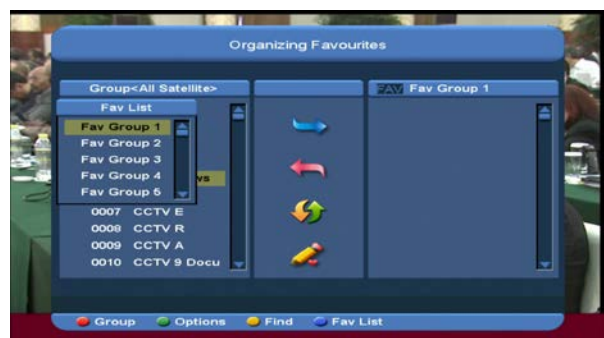 Organizing Favourites
Group<All Satellite>
FAV Fav Group 1
Fav List
Fav Group 1
Fav Group 2
Fav Group 3
Fav Group 4
Fav Group 5
0007 CCTV E
0008 CCTV R
0009 CCTV A
0010 CCTV 9 Docu
Group Options Find Fav List